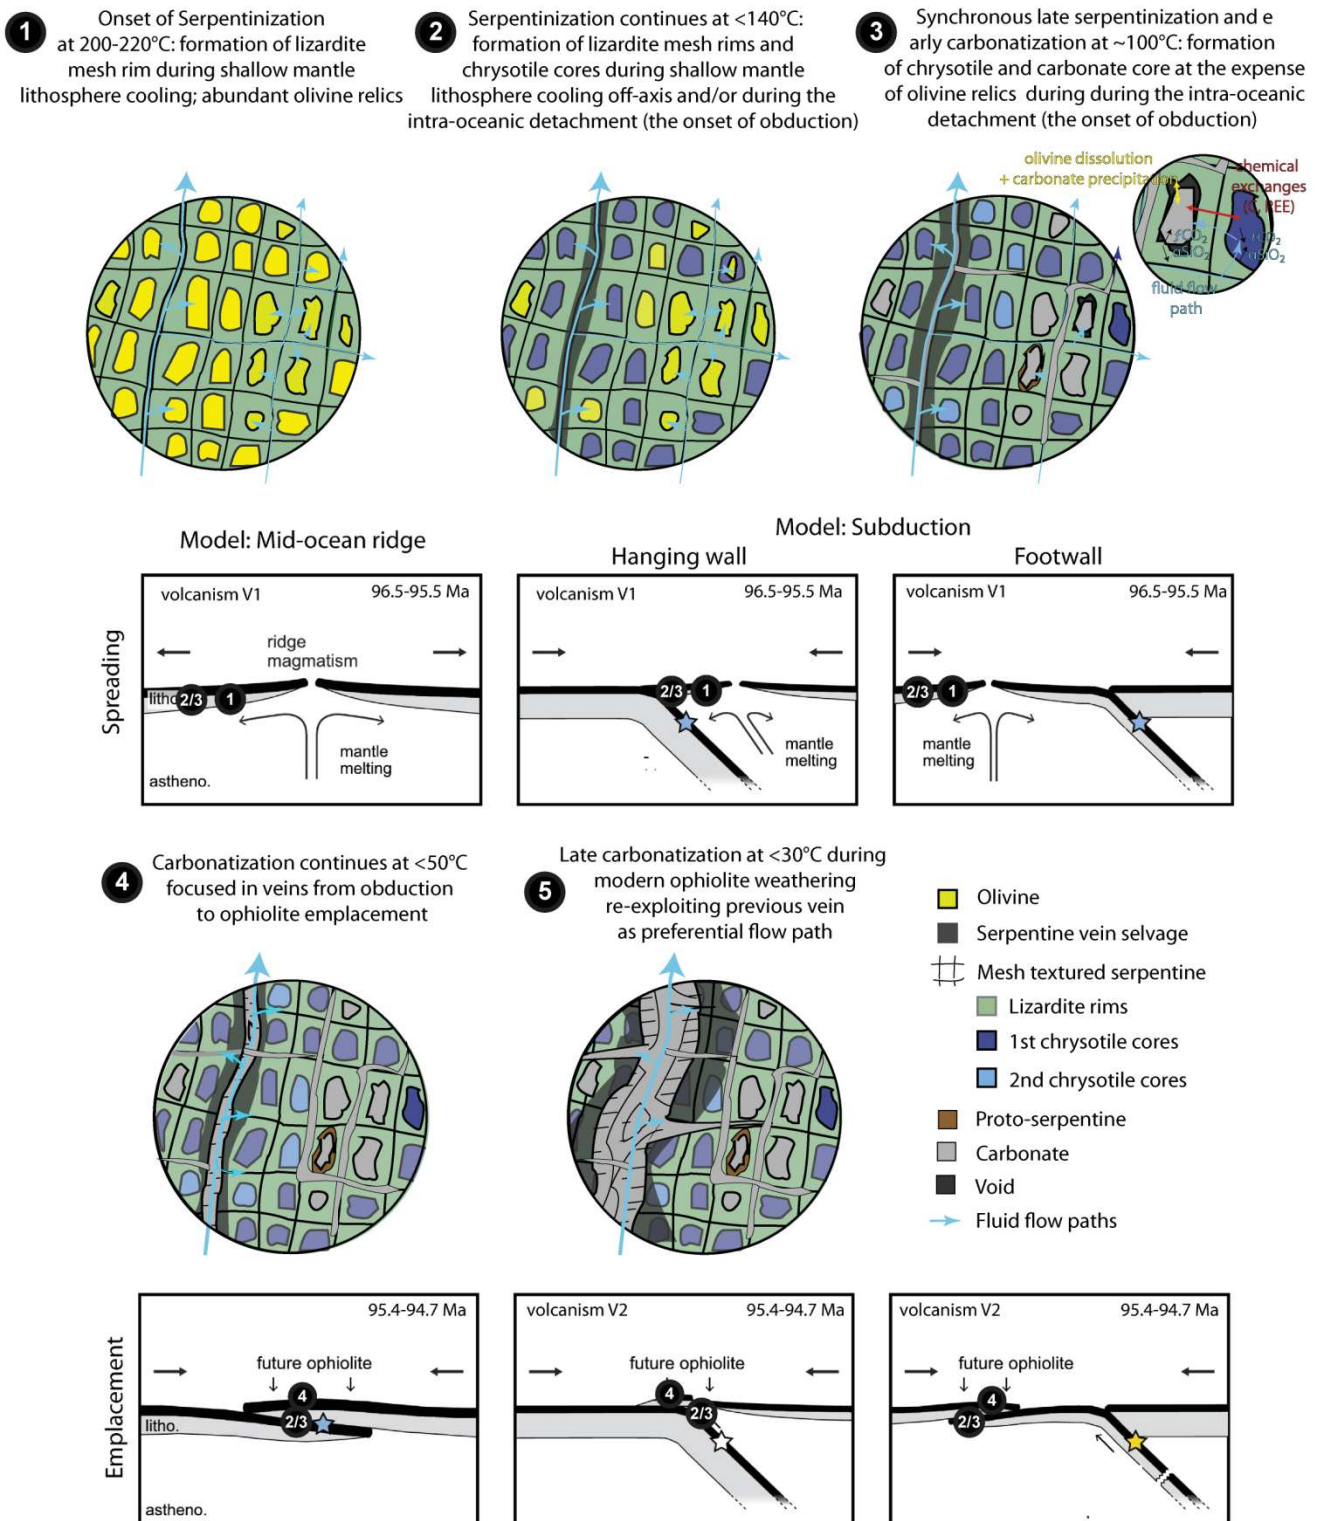 1
Onset of Serpentinization
at 200-220°C: formation of lizardite
mesh rim during shallow mantle
lithosphere cooling; abundant olivine relics
2
Serpentinization continues at <140°C:
formation of lizardite mesh rims and
chrysotile cores during shallow mantle
lithosphere cooling off-axis and/or during the
intra-oceanic detachment (the onset of obduction)
3
Synchronous late serpentinization and e
arly carbonatization at ~100°C: formation
of chrysotile and carbonate core at the expense
of olivine relics during during the intra-oceanic
detachment (the onset of obduction)
olivine dissolution
+ carbonate precipitation
chemical
exchanges
(C, REE)
fCO₂
aSiO₂
fCO₂
aSiO₂
fluid flow
path
Model: Mid-ocean ridge
Model: Subduction
Hanging wall
Footwall
Spreading
volcanism V1
96.5-95.5 Ma
ridge
magmatism
litho.
2/3
1
mantle
melting
astheno.
volcanism V1
96.5-95.5 Ma
2/3
1
mantle
melting
volcanism V1
96.5-95.5 Ma
2/3
1
mantle
melting
4
Carbonatization continues at <50°C
focused in veins from obduction
to ophiolite emplacement
5
Late carbonatization at <30°C during
modern ophiolite weathering
re-exploiting previous vein
as preferential flow path
Olivine
Serpentine vein selvage
Mesh textured serpentine
Lizardite rims
1st chrysotile cores
2nd chrysotile cores
Proto-serpentine
Carbonate
Void
Fluid flow paths
Emplacement
95.4-94.7 Ma
future ophiolite
4
2/3
litho.
astheno.
volcanism V2
95.4-94.7 Ma
future ophiolite
4
2/3
volcanism V2
95.4-94.7 Ma
future ophiolite
4
2/3